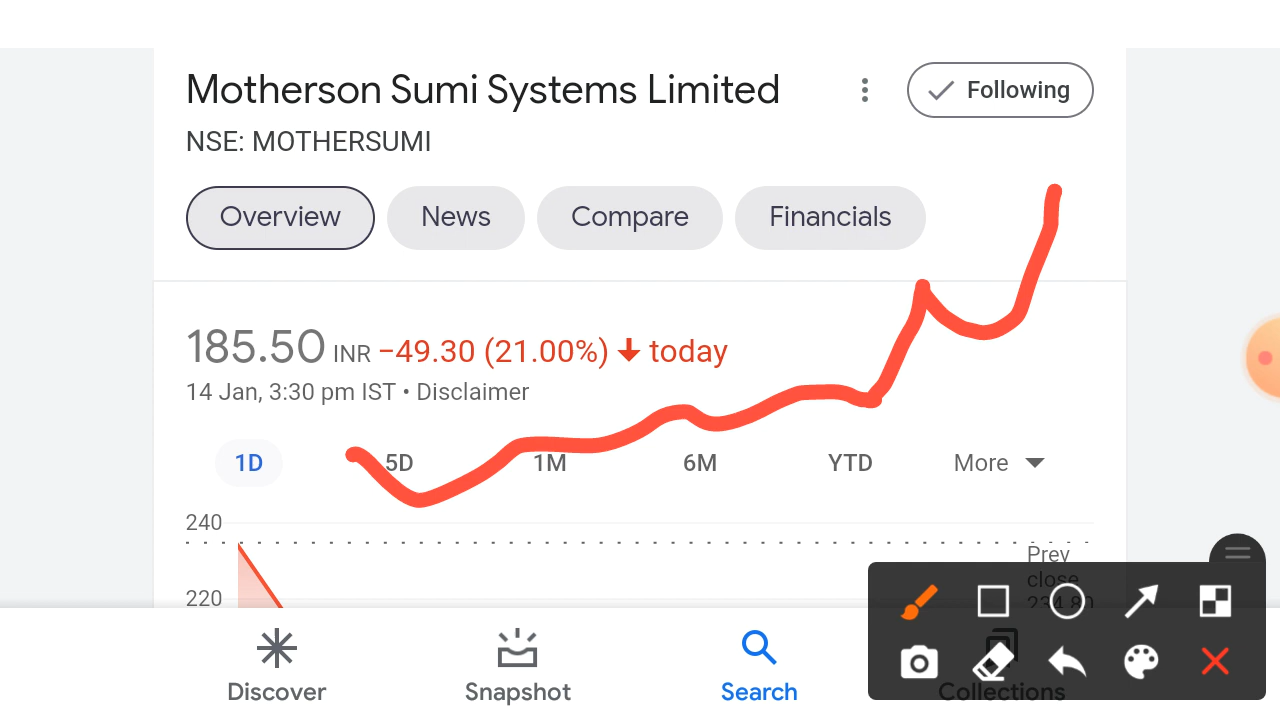 Motherson Sumi Systems Limited
Following
NSE: MOTHERSUMI
Overview News Compare Financials
185.50 INR −49.30 (21.00%) today
14 Jan, 3:30 pm IST • Disclaimer
1D 5D 1M 6M YTD More
240
Prev
close
234.80
220
Discover Snapshot Search Collections